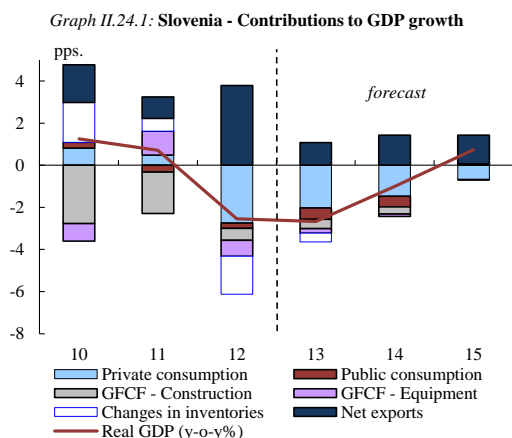 Graph II.24.1: Slovenia - Contributions to GDP growth
pps.
forecast
4
2
0
-2
-4
-6
-8
10 11 12 13 14 15
Private consumption Public consumption
GFCF - Construction GFCF - Equipment
Changes in inventories Net exports
Real GDP (y-o-y%)